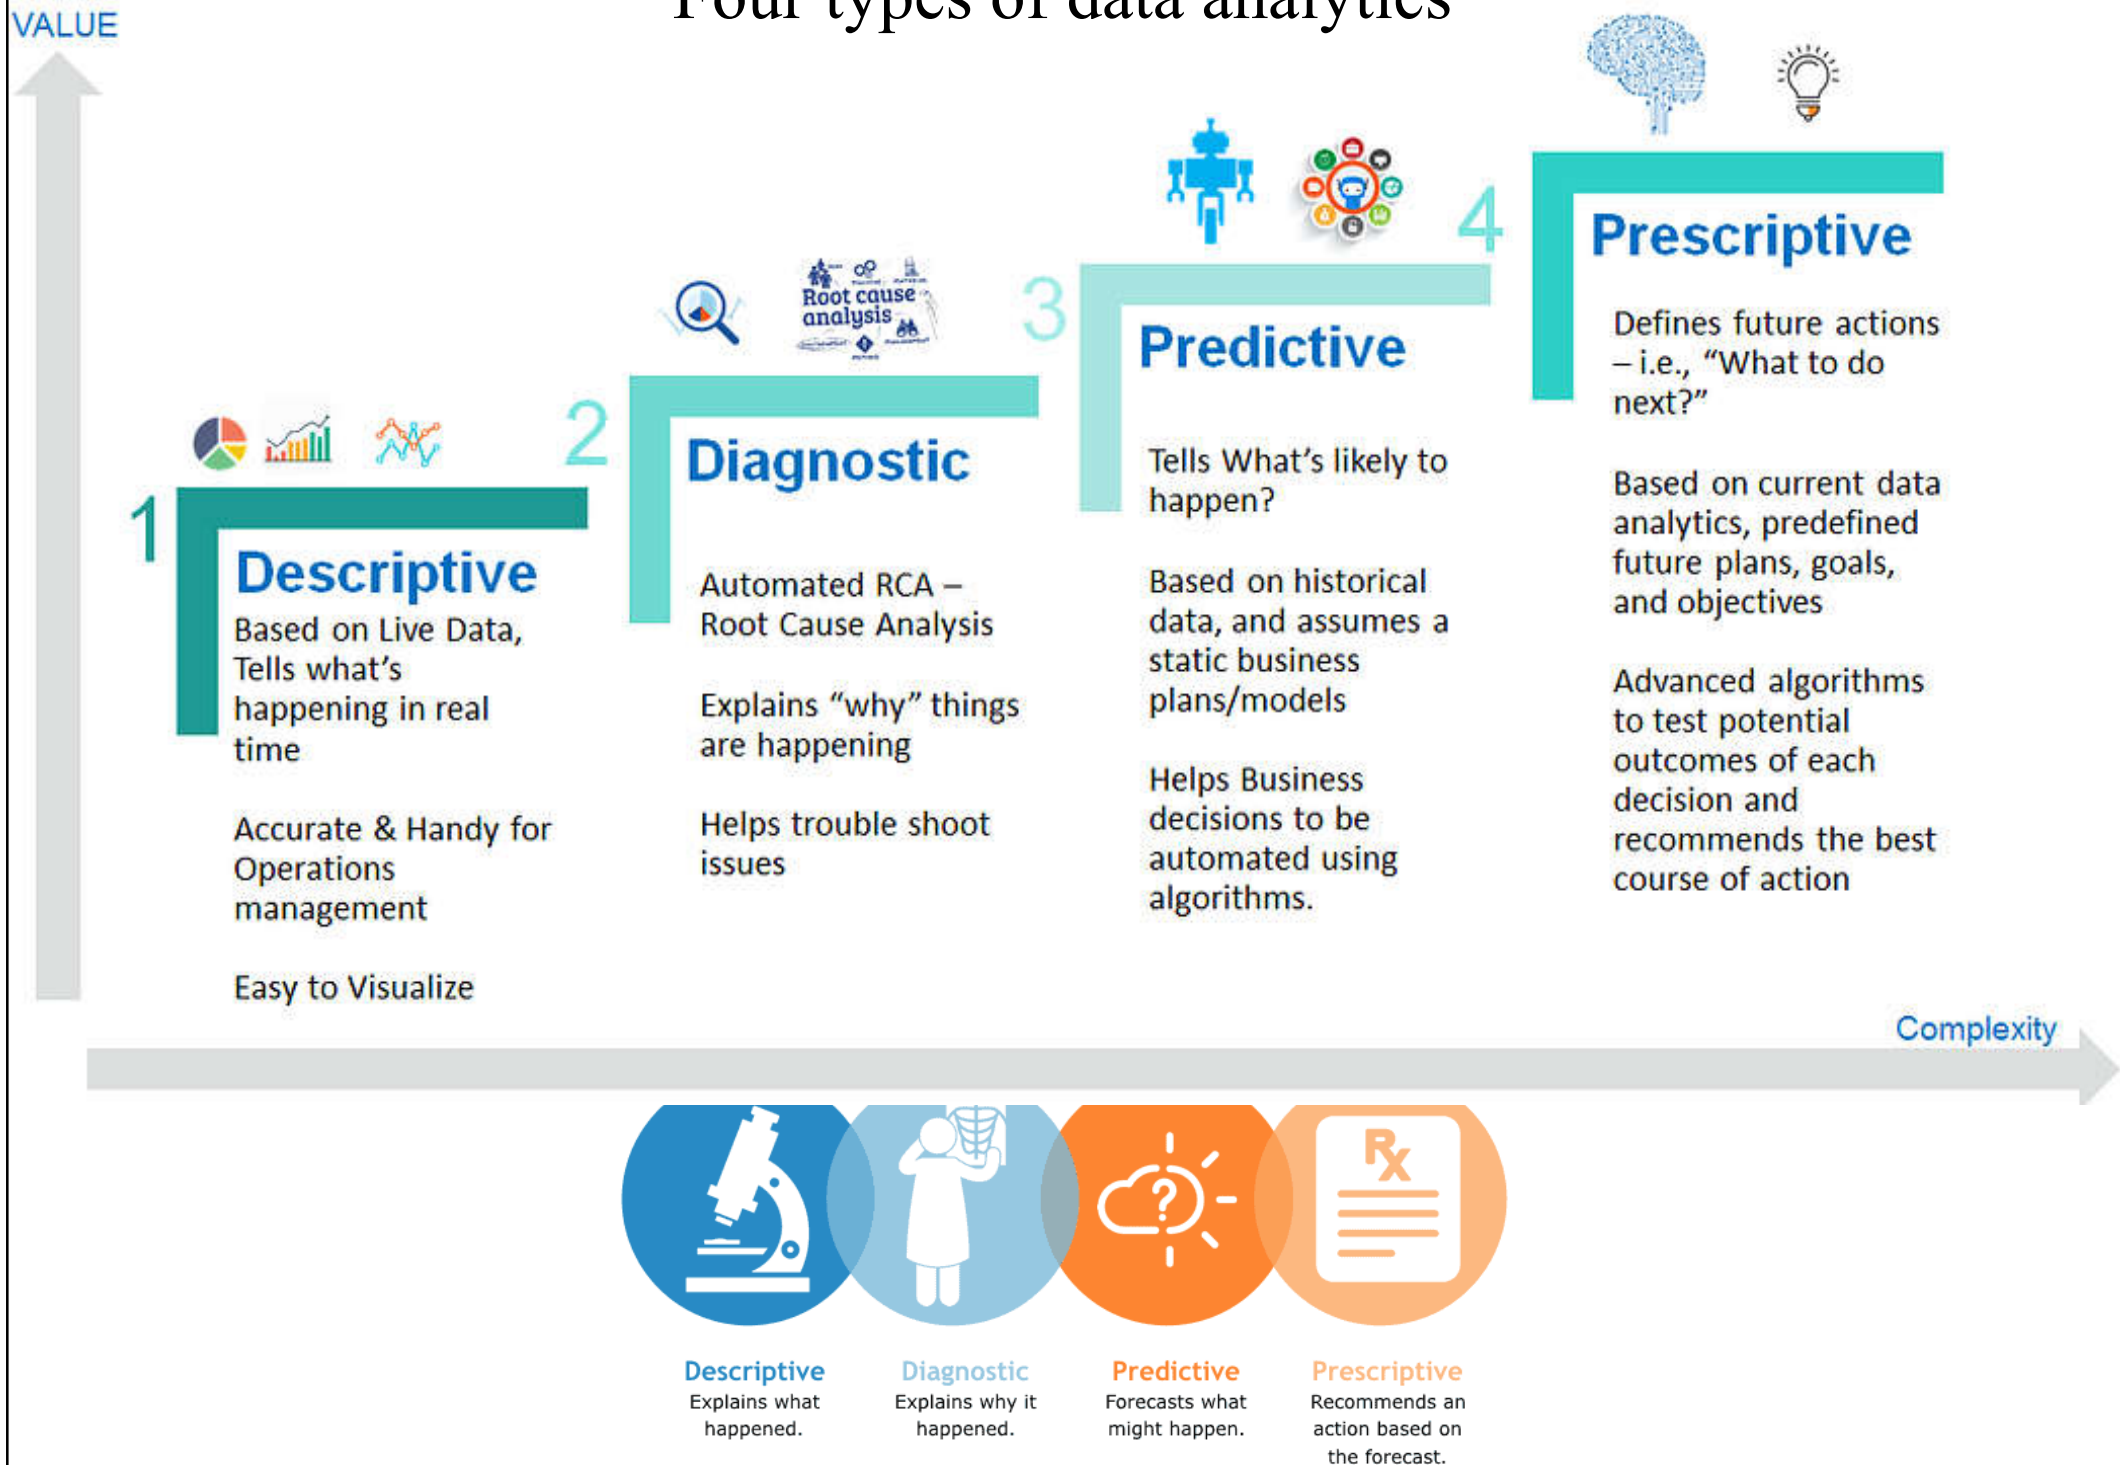 Four types of data analytics
VALUE
1
Descriptive
Based on Live Data,
Tells what's
happening in real
time
Accurate & Handy for
Operations
management
Easy to Visualize
Root cause
analysis
2
Diagnostic
Automated RCA –
Root Cause Analysis
Explains “why” things
are happening
Helps trouble shoot
issues
3
Predictive
Tells What’s likely to
happen?
Based on historical
data, and assumes a
static business
plans/models
Helps Business
decisions to be
automated using
algorithms.
4
Prescriptive
Defines future actions
– i.e., “What to do
next?”
Based on current data
analytics, predefined
future plans, goals,
and objectives
Advanced algorithms
to test potential
outcomes of each
decision and
recommends the best
course of action
Complexity
?
Rx
Descriptive
Explains what
happened.
Diagnostic
Explains why it
happened.
Predictive
Forecasts what
might happen.
Prescriptive
Recommends an
action based on
the forecast.